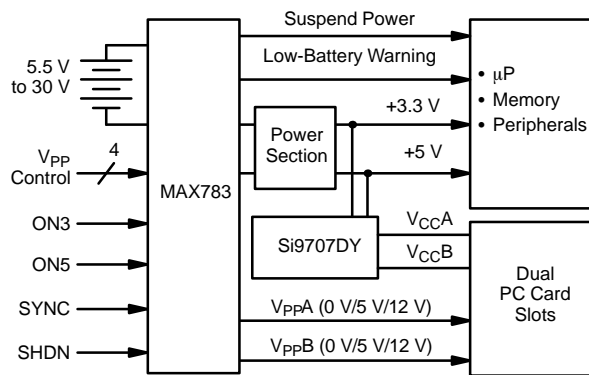 Suspend Power
Low-Battery Warning
5.5 V
to 30 V
+3.3 V
+5 V
• µP
• Memory
• Peripherals
Power
Section
4
VPP
Control
MAX783
ON3
ON5
SYNC
SHDN
Si9707DY
VCCA
VCCB
VPPA (0 V/5 V/12 V)
VPPB (0 V/5 V/12 V)
Dual
PC Card
Slots